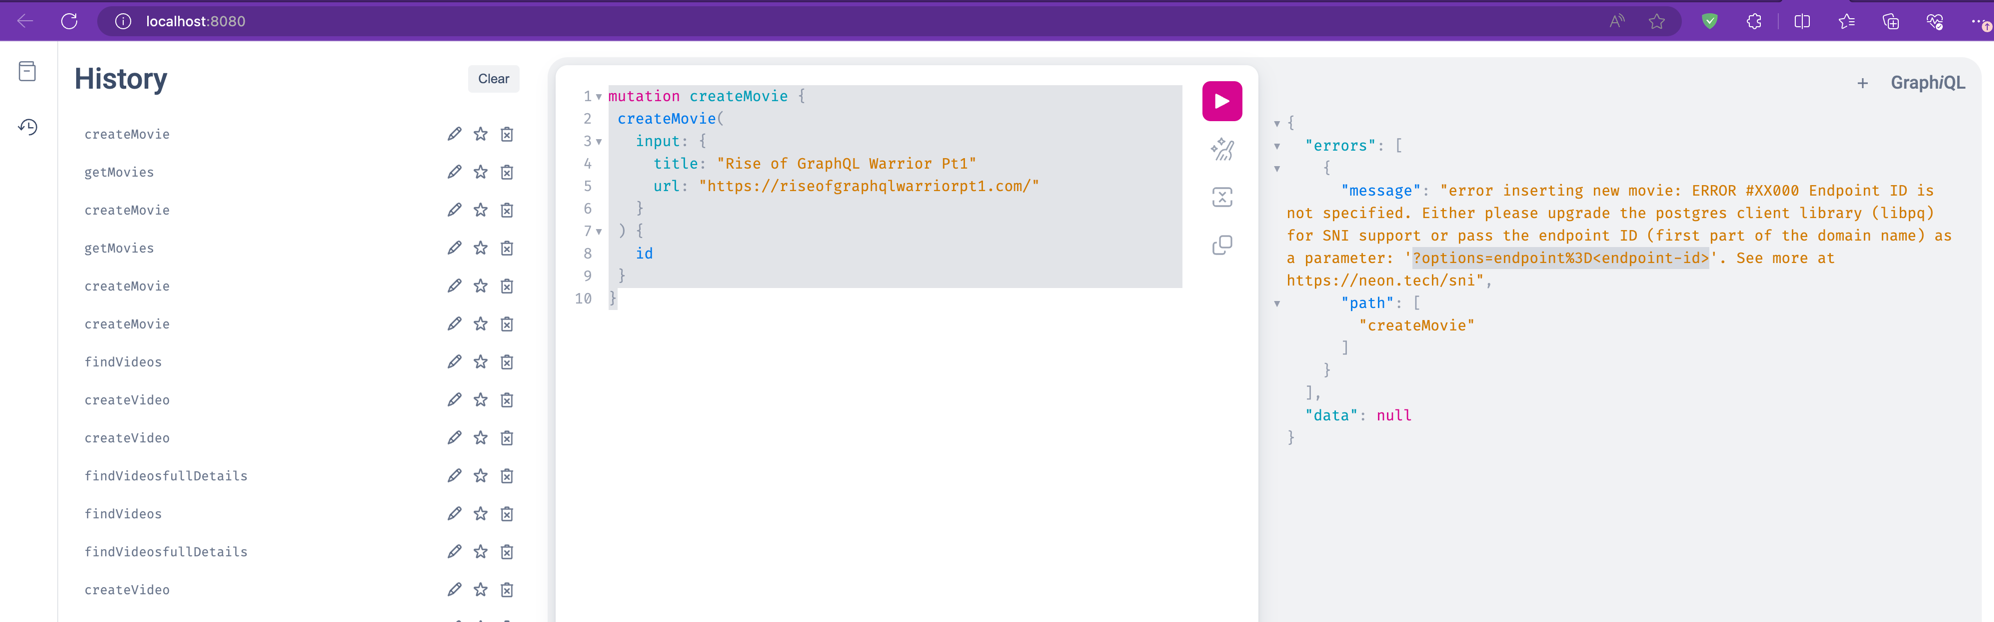 localhost:8080
History
Clear
createMovie
getMovies
createMovie
getMovies
createMovie
createMovie
findVideos
createVideo
createVideo
findVideosfullDetails
findVideos
findVideosfullDetails
createVideo
1 mutation createMovie {
2 createMovie(
3 input: {
4 title: "Rise of GraphQL Warrior Pt1"
5 url: "https://riseofgraphqlwarriorpt1.com/"
6 }
7 ) {
8 id
9 }
10 }
+ GraphiQL
{
"errors": [
{
"message": "error inserting new movie: ERROR #XX000 Endpoint ID is
not specified. Either please upgrade the postgres client library (libpq)
for SNI support or pass the endpoint ID (first part of the domain name) as
a parameter: '?options=endpoint%3D<endpoint-id>'. See more at
https://neon.tech/sni",
"path": [
"createMovie"
]
}
],
"data": null
}